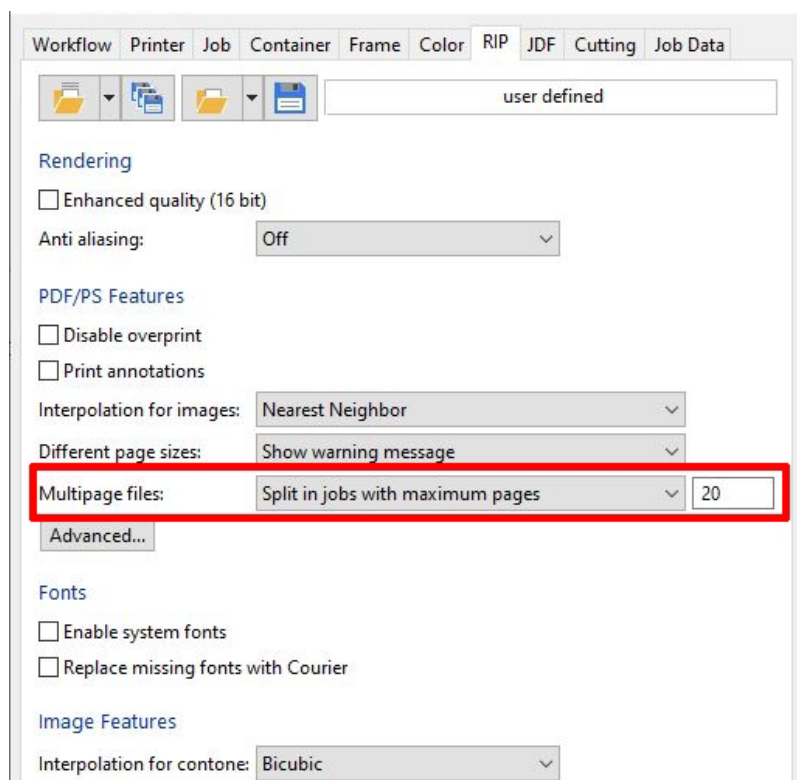 Workflow Printer Job Container Frame Color RIP JDF Cutting Job Data
user defined
Rendering
Enhanced quality (16 bit)
Anti aliasing: Off
PDF/PS Features
Disable overprint
Print annotations
Interpolation for images: Nearest Neighbor
Different page sizes: Show warning message
Multipage files: Split in jobs with maximum pages 20
Advanced...
Fonts
Enable system fonts
Replace missing fonts with Courier
Image Features
Interpolation for contone: Bicubic